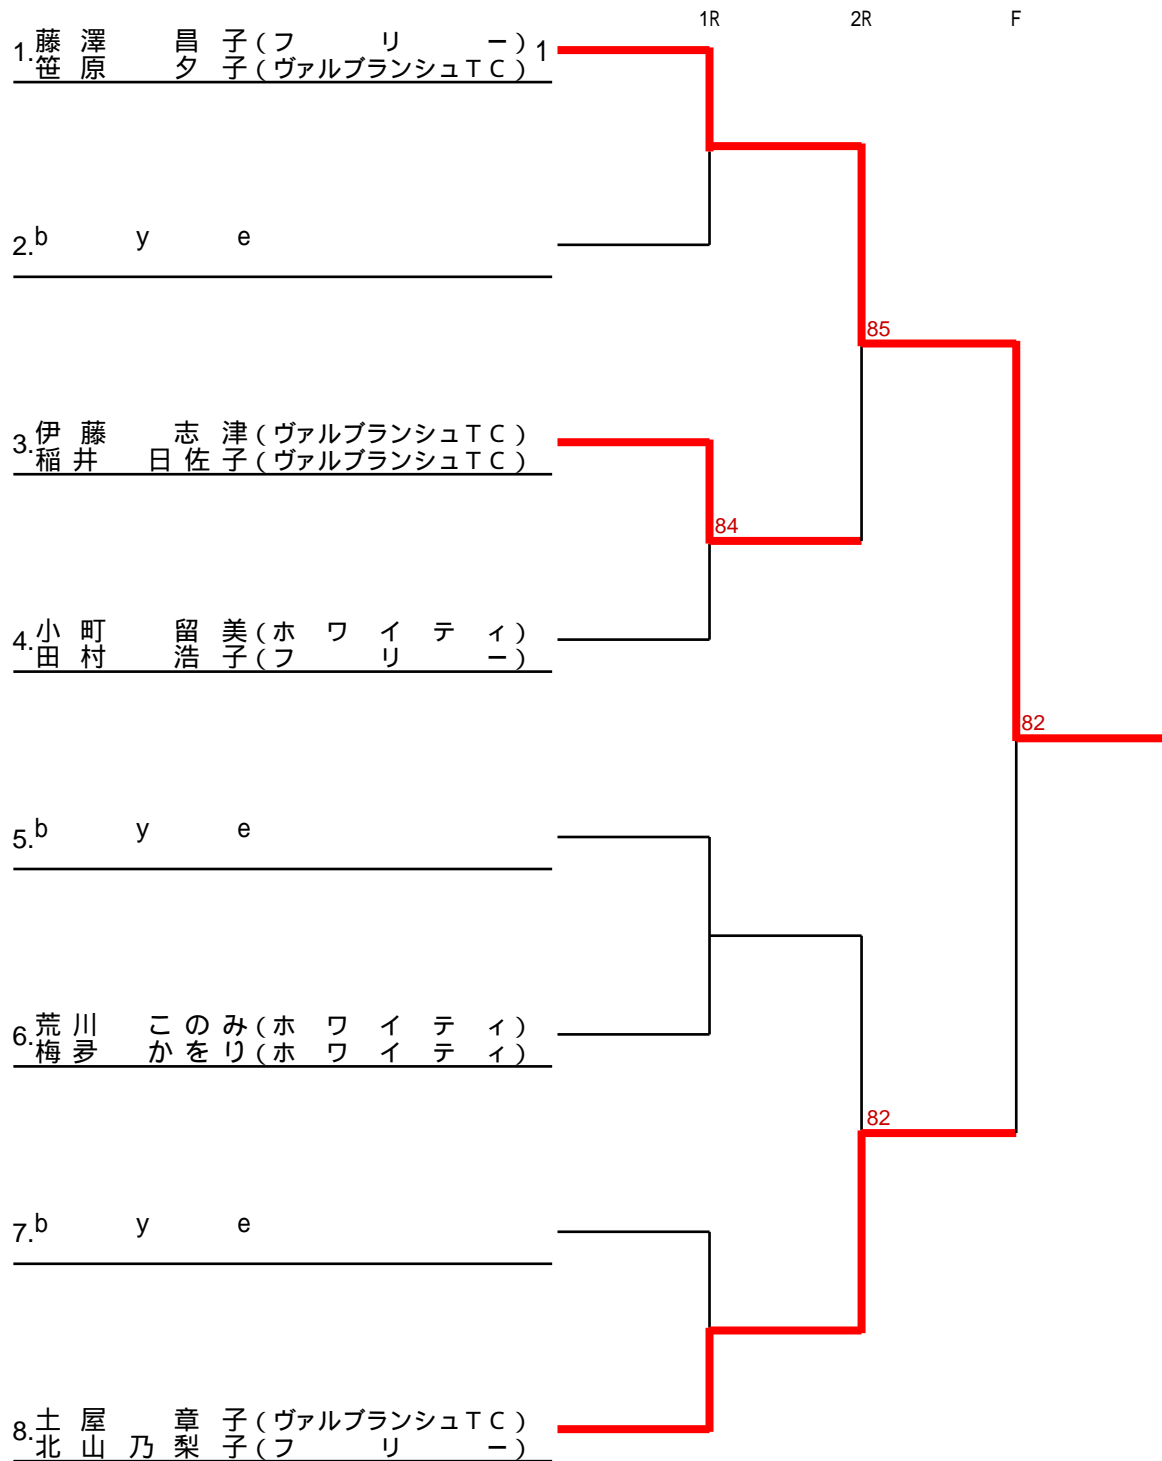 1R 2R F
1. 藤澤 昌子(フリー) 1
笹原 夕子(ヴァルブランシュTC)
2. bye
85
3. 伊藤 志津(ヴァルブランシュTC)
稲井 日佐子(ヴァルブランシュTC)
84
4. 小町 留美(ホワイティ)
田村 浩子(フリー)
82
5. bye
6. 荒川 このみ(ホワイティ)
梅夛 かをり(ホワイティ)
82
7. bye
8. 土屋 章子(ヴァルブランシュTC)
北山 乃梨子(フリー)